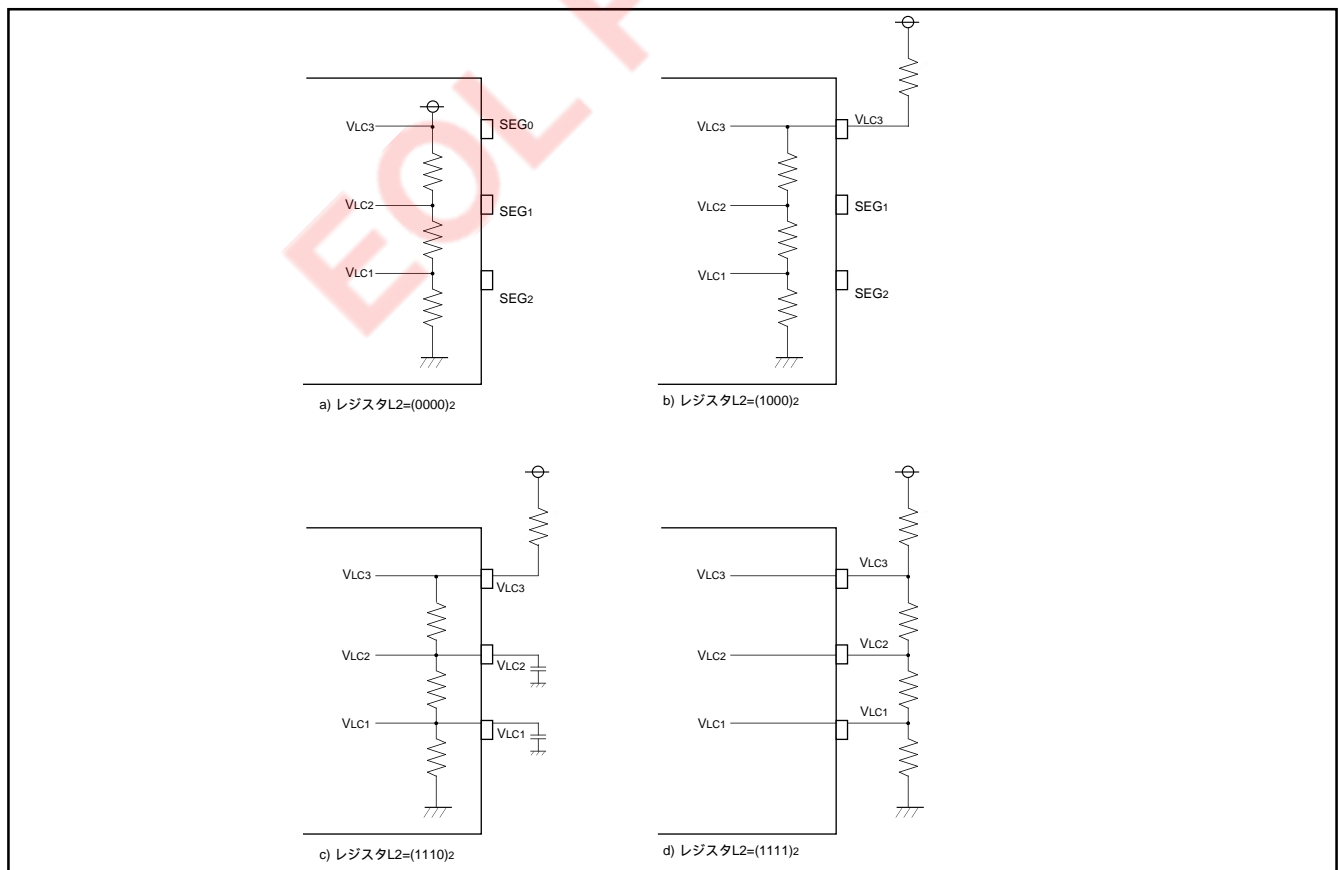 EOL P
VLC3
SEG0
VLC2
SEG1
VLC1
SEG2
a) レジスタL2=(0000)2
VLC3
VLC3
VLC2
SEG1
VLC1
SEG2
b) レジスタL2=(1000)2
VLC3
VLC3
VLC2
VLC2
VLC1
VLC1
c) レジスタL2=(1110)2
VLC3
VLC3
VLC2
VLC2
VLC1
VLC1
d) レジスタL2=(1111)2